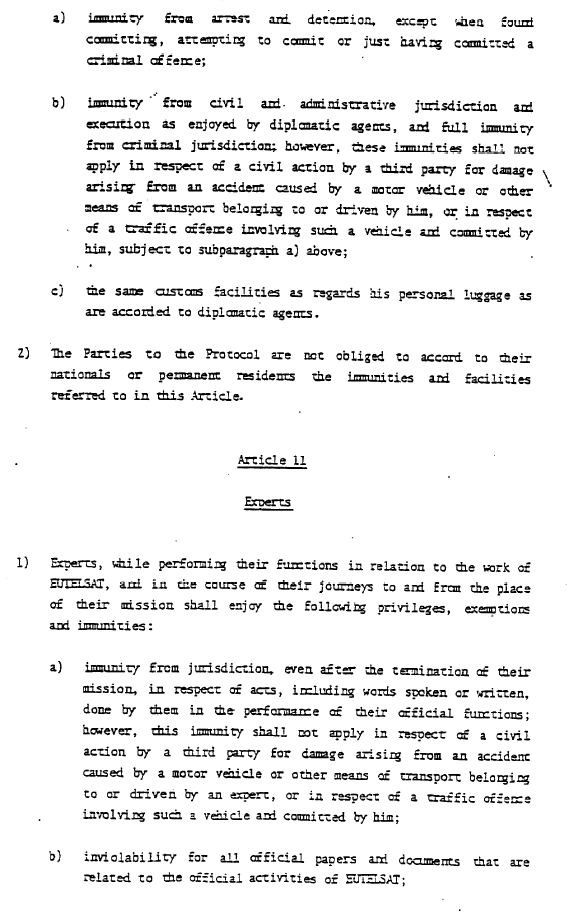 a) immunity from arrest and detention, except when found
committing, attempting to commit or just having committed a
criminal offence;
b) immunity from civil and administrative jurisdiction and
execution as enjoyed by diplomatic agents, and full immunity
from criminal jurisdiction; however, these immunities shall not
apply in respect of a civil action by a third party for damage
arising from an accident caused by a motor vehicle or other
means of transport belonging to or driven by him, or in respect
of a traffic offence involving such a vehicle and committed by
him, subject to subparagraph a) above;
c) the same customs facilities as regards his personal luggage as
are accorded to diplomatic agents.
2) The Parties to the Protocol are not obliged to accord to their
nationals or permanent residents the immunities and facilities
referred to in this Article.
Article 11
Experts
1) Experts, while performing their functions in relation to the work of
EUTELSAT, and in the course of their journeys to and from the place
of their mission shall enjoy the following privileges, exemptions
and immunities:
a) immunity from jurisdiction, even after the termination of their
mission, in respect of acts, including words spoken or written,
done by them in the performance of their official functions;
however, this immunity shall not apply in respect of a civil
action by a third party for damage arising from an accident
caused by a motor vehicle or other means of transport belonging
to or driven by an expert, or in respect of a traffic offence
involving such a vehicle and committed by him;
b) inviolability for all official papers and documents that are
related to the official activities of EUTELSAT;